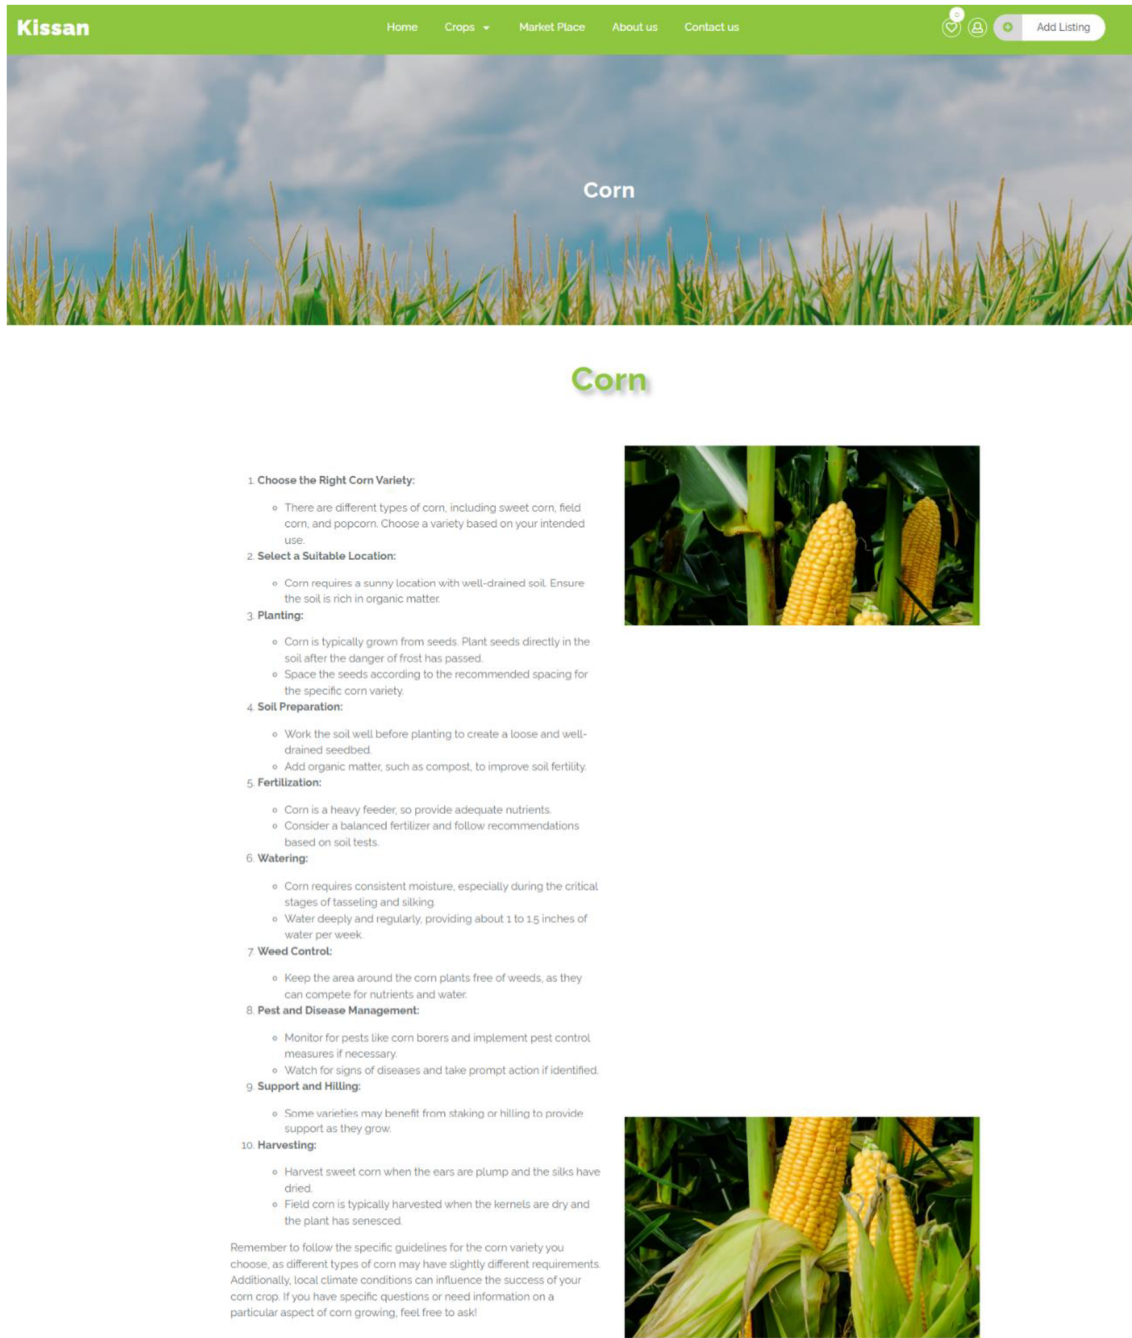 Kissan
Home
Crops
Market Place
About us
Contact us
0
Add Listing
Corn
Corn
1. Choose the Right Corn Variety:
There are different types of corn, including sweet corn, field
corn, and popcorn. Choose a variety based on your intended
use.
2. Select a Suitable Location:
Corn requires a sunny location with well-drained soil. Ensure
the soil is rich in organic matter.
3. Planting:
Corn is typically grown from seeds. Plant seeds directly in the
soil after the danger of frost has passed.
Space the seeds according to the recommended spacing for
the specific corn variety.
4. Soil Preparation:
Work the soil well before planting to create a loose and well-
drained seedbed.
Add organic matter, such as compost, to improve soil fertility.
5. Fertilization:
Corn is a heavy feeder, so provide adequate nutrients.
Consider a balanced fertilizer and follow recommendations
based on soil tests.
6. Watering:
Corn requires consistent moisture, especially during the critical
stages of tasseling and silking.
Water deeply and regularly, providing about 1 to 1.5 inches of
water per week.
7. Weed Control:
Keep the area around the corn plants free of weeds, as they
can compete for nutrients and water.
8. Pest and Disease Management:
Monitor for pests like corn borers and implement pest control
measures if necessary.
Watch for signs of diseases and take prompt action if identified.
9. Support and Hilling:
Some varieties may benefit from staking or hilling to provide
support as they grow.
10. Harvesting:
Harvest sweet corn when the ears are plump and the silks have
dried.
Field corn is typically harvested when the kernels are dry and
the plant has senesced.
Remember to follow the specific guidelines for the corn variety you
choose, as different types of corn may have slightly different requirements.
Additionally, local climate conditions can influence the success of your
corn crop. If you have specific questions or need information on a
particular aspect of corn growing, feel free to ask!